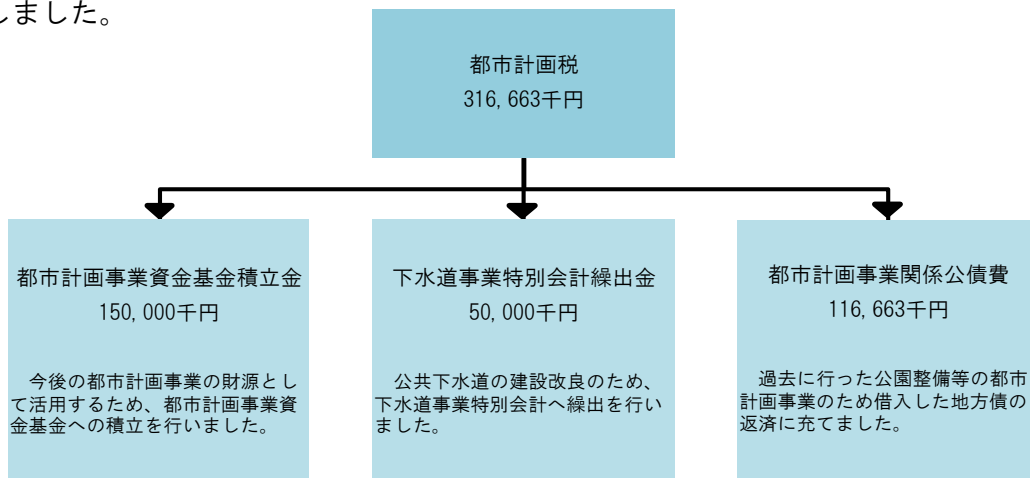 しました。
都市計画税
316,663千円
都市計画事業資金基金積立金
150,000千円
今後の都市計画事業の財源とし
て活用するため、都市計画事業資
金基金への積立を行いました。
下水道事業特別会計繰出金
50,000千円
公共下水道の建設改良のため、
下水道事業特別会計へ繰出を行い
ました。
都市計画事業関係公債費
116,663千円
過去に行った公園整備等の都市
計画事業のため借入した地方債の
返済に充てました。